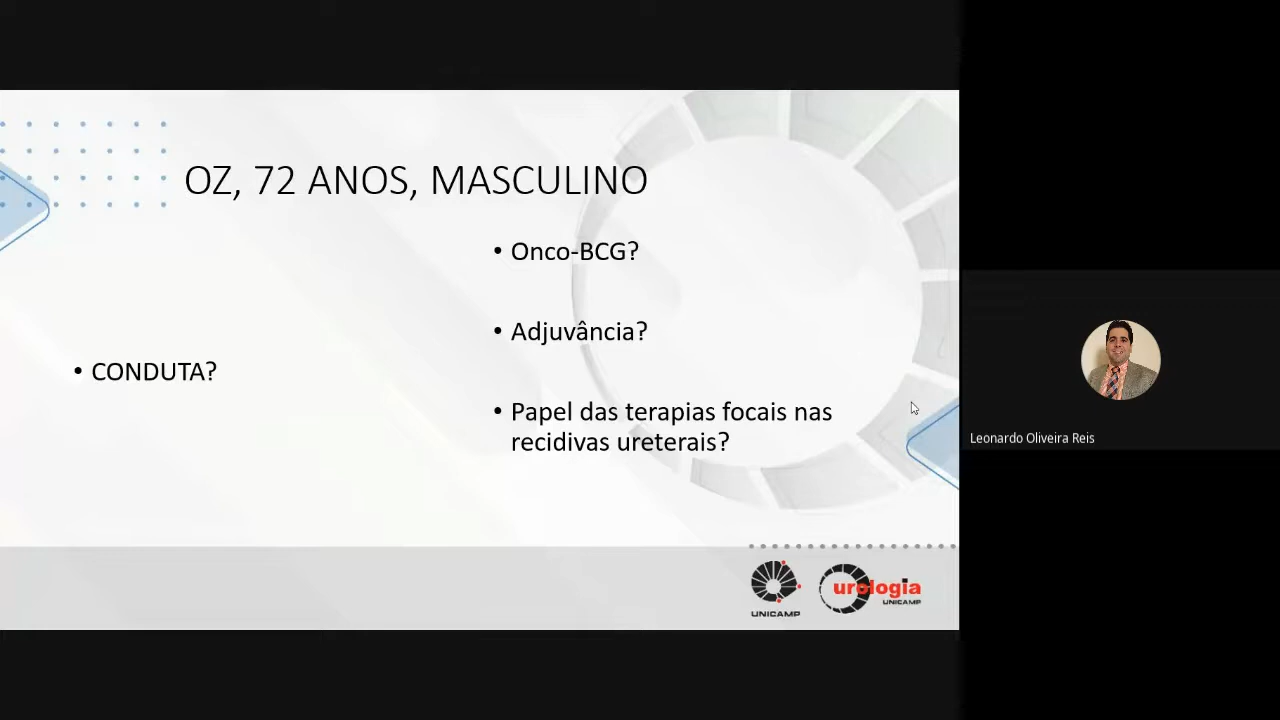 OZ, 72 ANOS, MASCULINO
• CONDUTA?
• Onco-BCG?
• Adjuvância?
• Papel das terapias focais nas
recidivas ureterais?
UNICAMP
urologia
UNICAMP
Leonardo Oliveira Reis